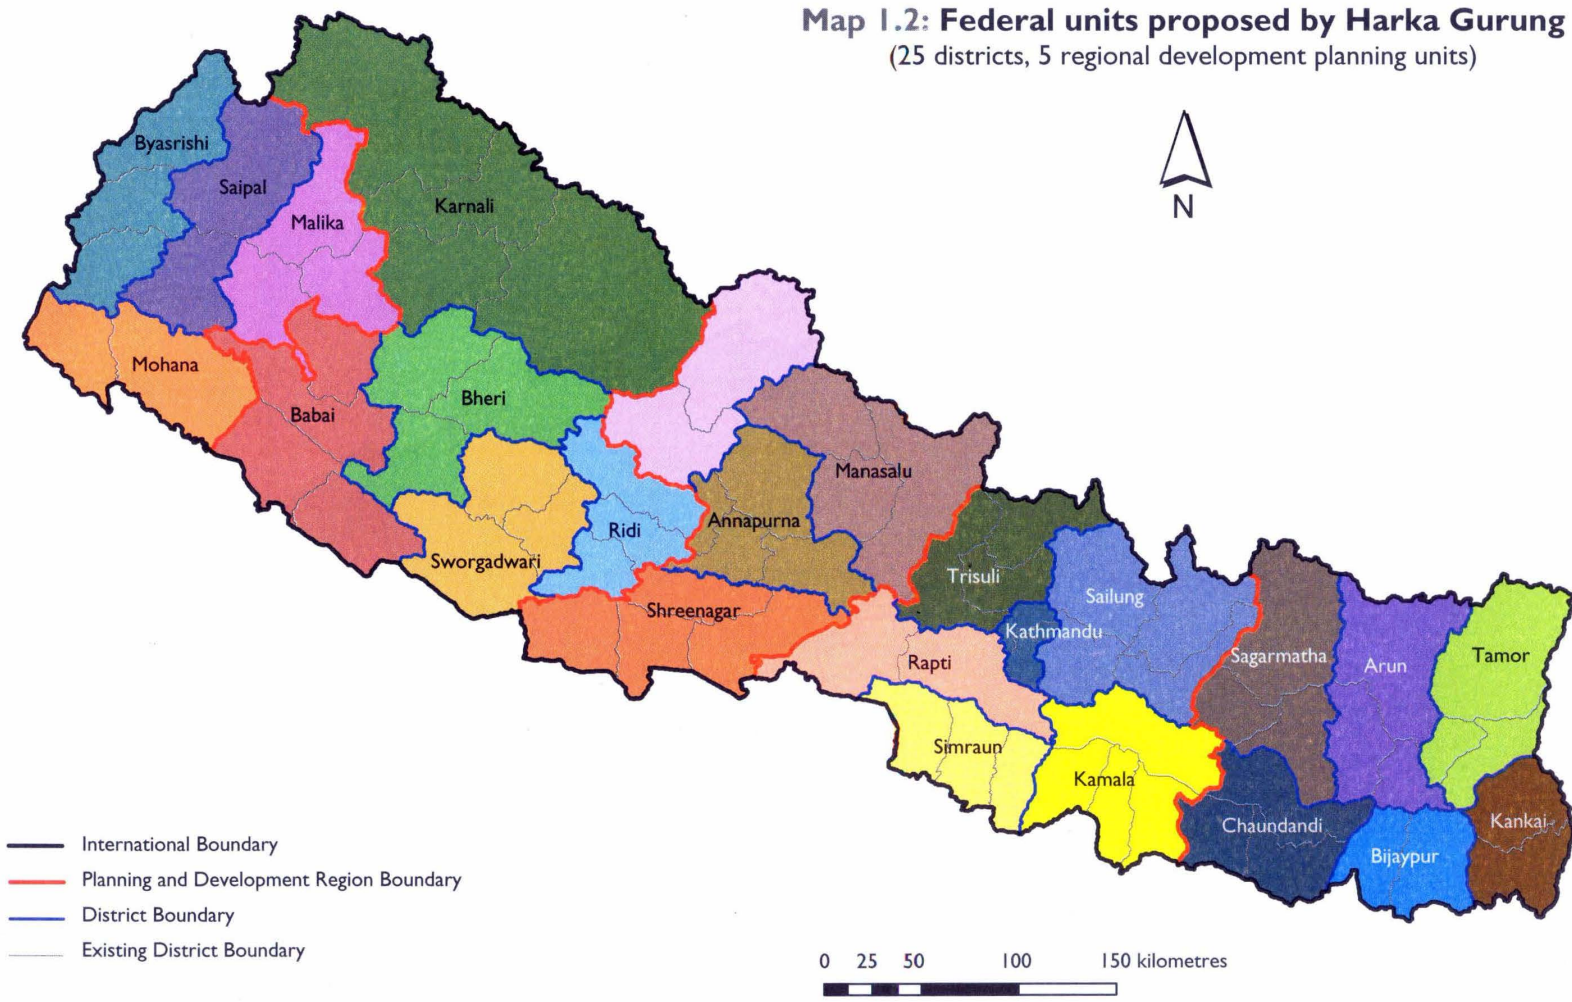 Map 1.2: Federal units proposed by Harka Gurung
(25 districts, 5 regional development planning units)
N
Byasrishi
Saipal
Malika
Karnali
Mohana
Babai
Bheri
Manasalu
Annapurna
Ridi
Sworgadwari
Shreenagar
Trisuli
Sailung
Kathmandu
Rapti
Sagarmatha
Arun
Tamor
Simraun
Kamala
Chaundandi
Bijaypur
Kankai
International Boundary
Planning and Development Region Boundary
District Boundary
Existing District Boundary
0 25 50 100 150 kilometres